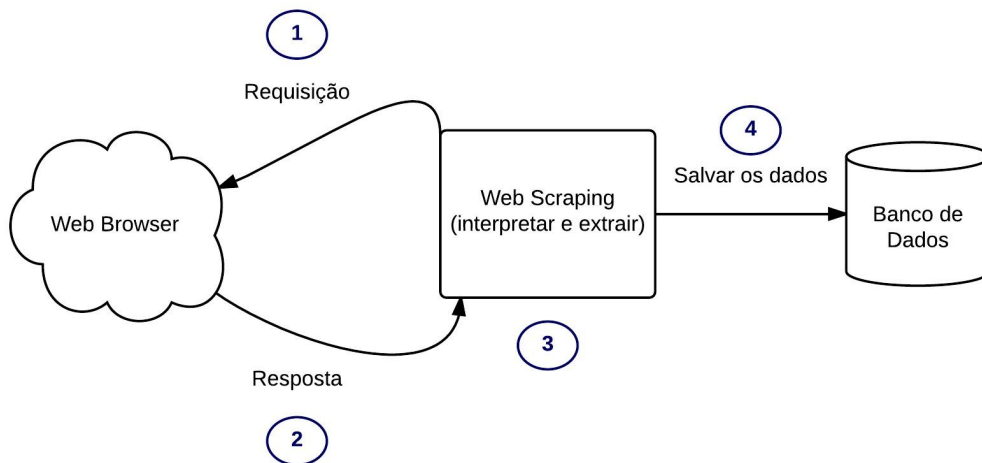 1
Requisição
Web Browser
Resposta
2
Web Scraping
(interpretar e extrair)
3
4
Salvar os dados
Banco de
Dados